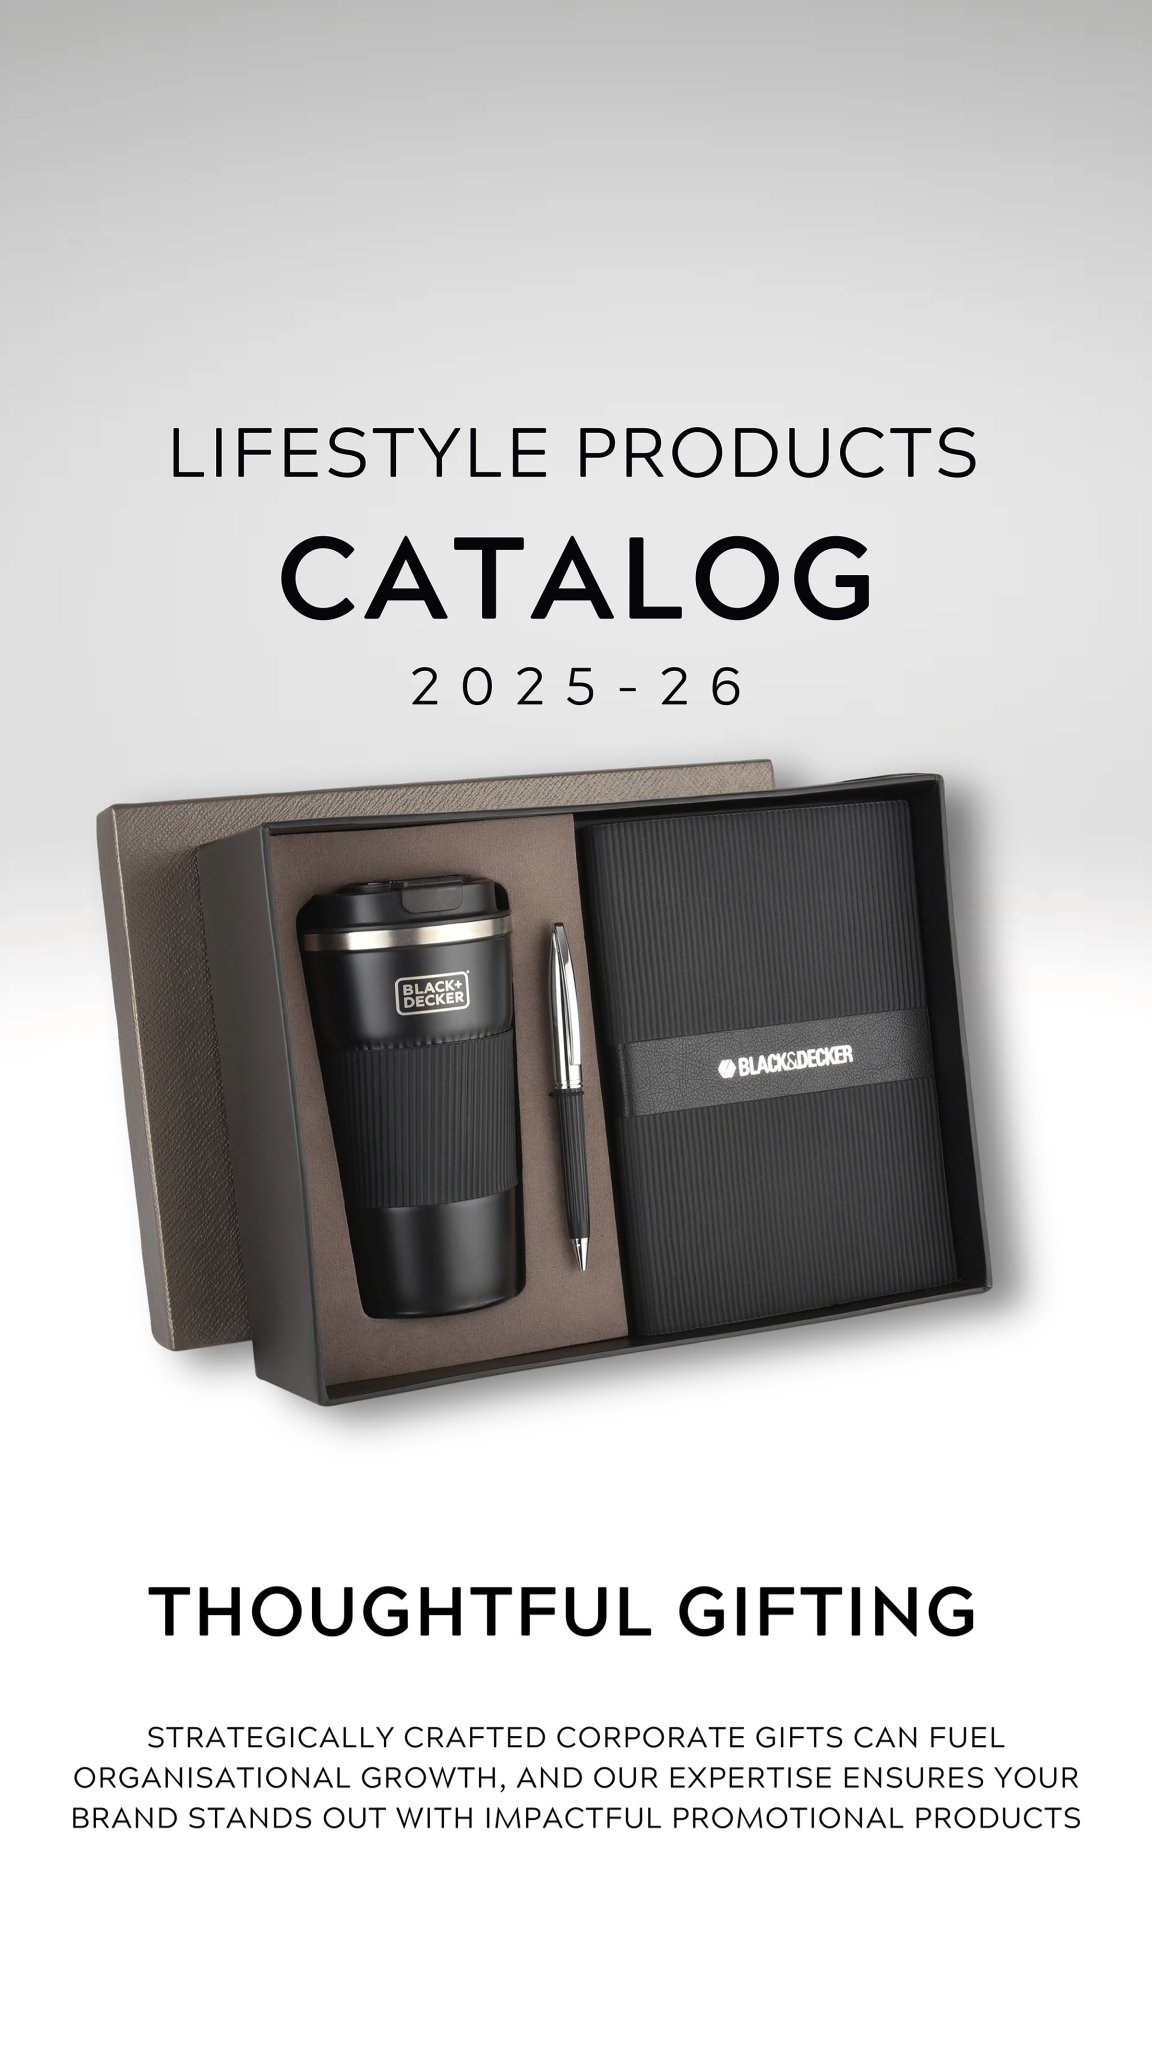 LIFESTYLE PRODUCTS
CATALOG
2025-26
BLACK+
DECKER
BLACK&DECKER
THOUGHTFUL GIFTING
STRATEGICALLY CRAFTED CORPORATE GIFTS CAN FUEL
ORGANISATIONAL GROWTH, AND OUR EXPERTISE ENSURES YOUR
BRAND STANDS OUT WITH IMPACTFUL PROMOTIONAL PRODUCTS